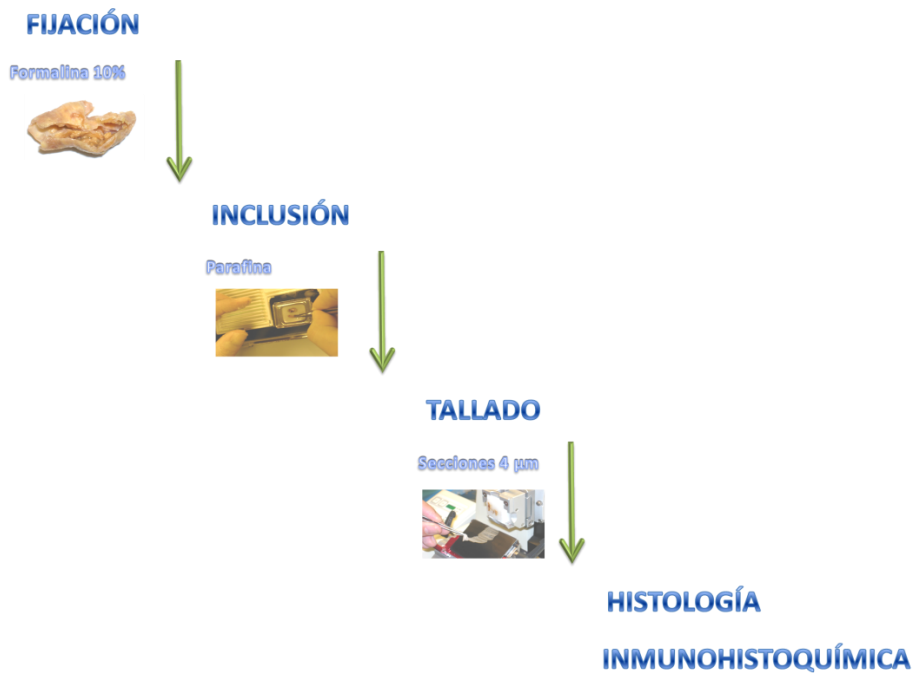 FIJACIÓN
Formalina 10%
INCLUSIÓN
Parafina
TALLADO
Secciones 4 µm
HISTOLOGÍA
INMUNOHISTOQUÍMICA